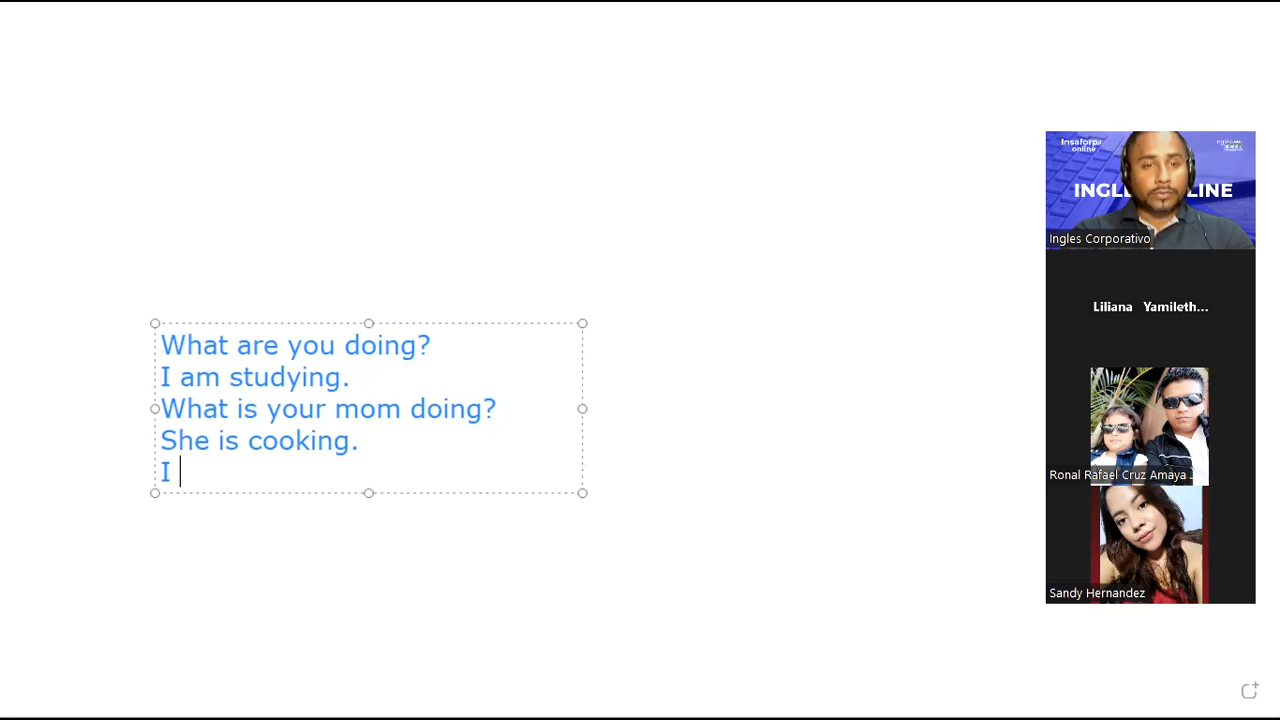 What are you doing?
I am studying.
What is your mom doing?
She is cooking.
I
Insaforp
online
INGL LINE
Ingles Corporativo
Liliana Yamileth...
Ronal Rafael Cruz Amaya
Sandy Hernandez